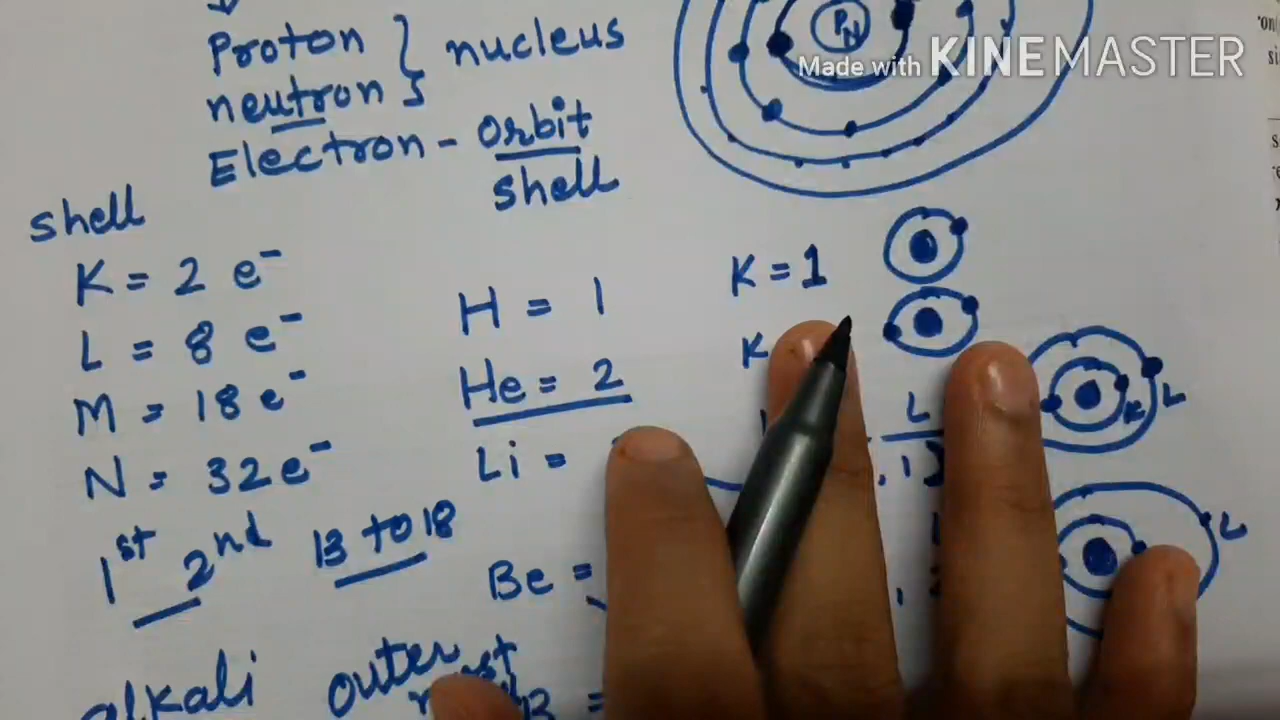 Proton } nucleus
neutron }
Electron - orbit
shell
PN
Made with KINEMASTER
shell
K = 2 e⁻
L = 8 e⁻
M = 18 e⁻
N = 32 e⁻
1st 2nd 13 to 18
alkali outer
H = 1 K = 1
He = 2 K
Li =
L
K L
Be =
L
B =